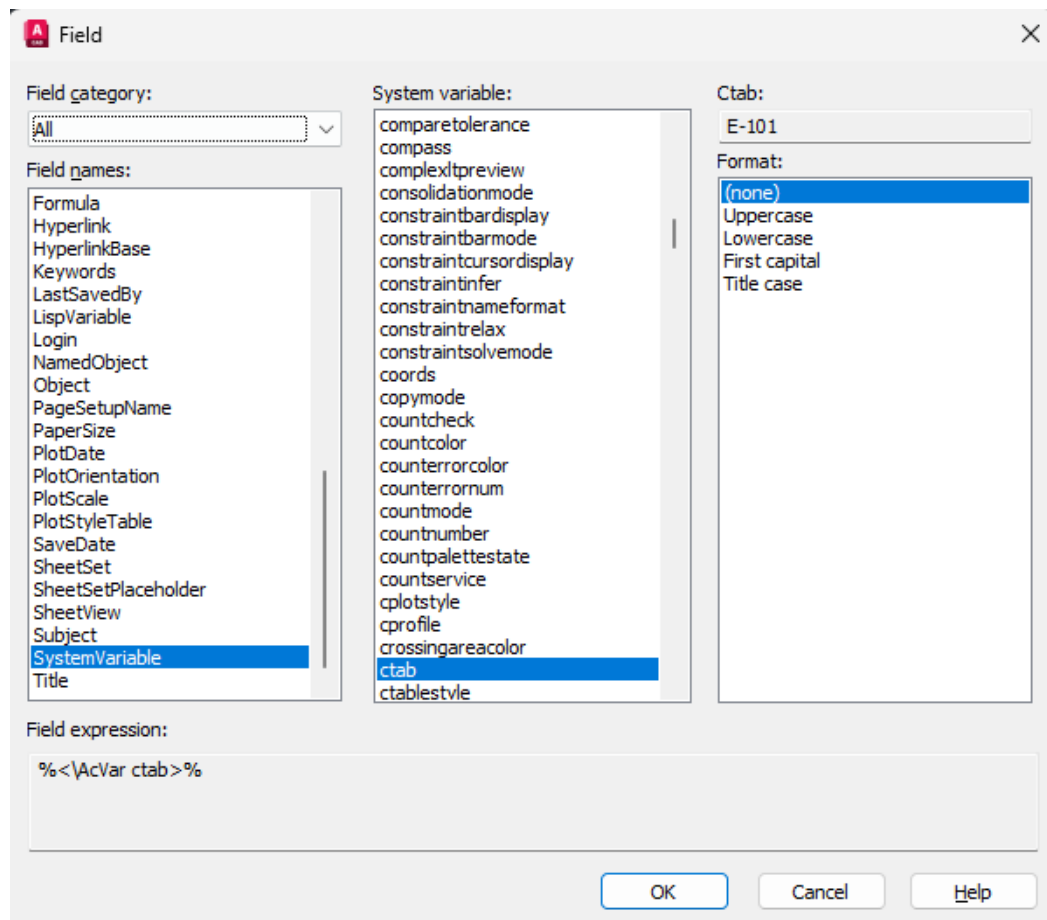 A
CAD
Field
Field category:
All
Field names:
Formula
Hyperlink
HyperlinkBase
Keywords
LastSavedBy
LispVariable
Login
NamedObject
Object
PageSetupName
PaperSize
PlotDate
PlotOrientation
PlotScale
PlotStyleTable
SaveDate
SheetSet
SheetSetPlaceholder
SheetView
Subject
SystemVariable
Title
System variable:
comparetolerance
compass
complexltpreview
consolidationmode
constraintbardisplay
constraintbarmode
constraintcursordisplay
constraintinfer
constraintnameformat
constraintrelax
constraintsolvemode
coords
copymode
countcheck
countcolor
counterrorcolor
counterrornum
countmode
countnumber
countpalettestate
countservice
cplotstyle
cprofile
crossingareacolor
ctab
ctablestyle
Ctab:
E-101
Format:
(none)
Uppercase
Lowercase
First capital
Title case
Field expression:
%<\AcVar ctab>%
OK
Cancel
Help